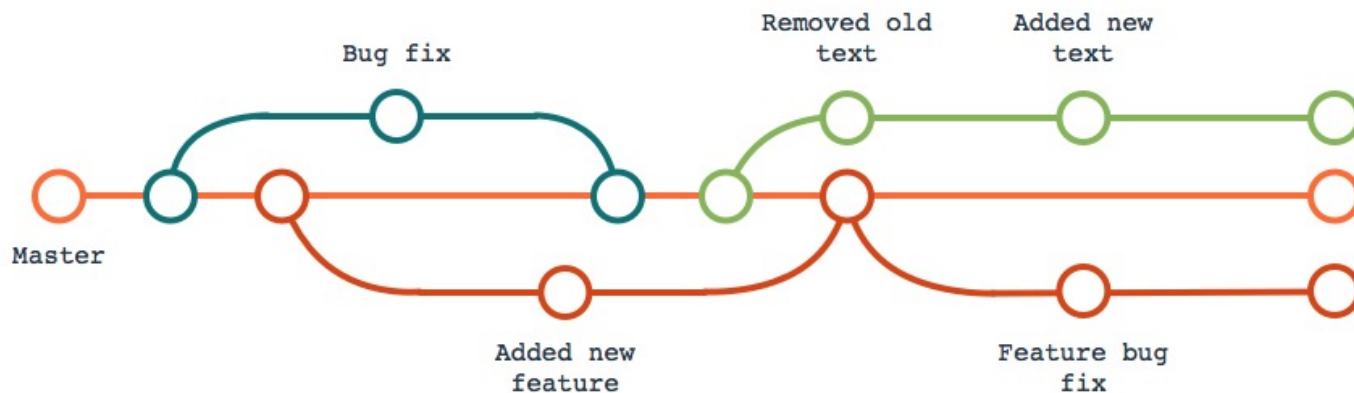 Removed old
text
Added new
text
Bug fix
Master
Added new
feature
Feature bug
fix